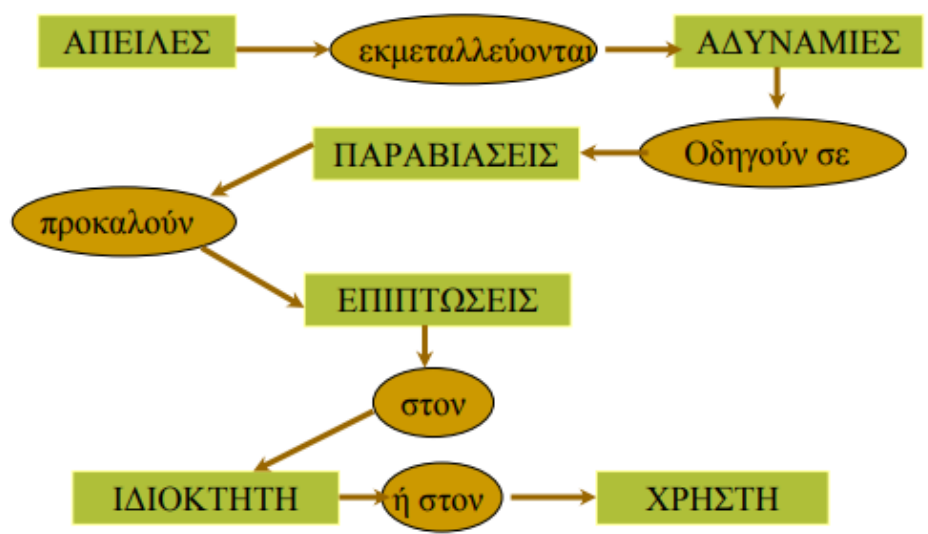 ΑΠΕΙΛΕΣ
εκμεταλλεύονται
ΑΔΥΝΑΜΙΕΣ
Οδηγούν σε
ΠΑΡΑΒΙΑΣΕΙΣ
προκαλούν
ΕΠΙΠΤΩΣΕΙΣ
στον
ΙΔΙΟΚΤΗΤΗ
ή στον
ΧΡΗΣΤΗ